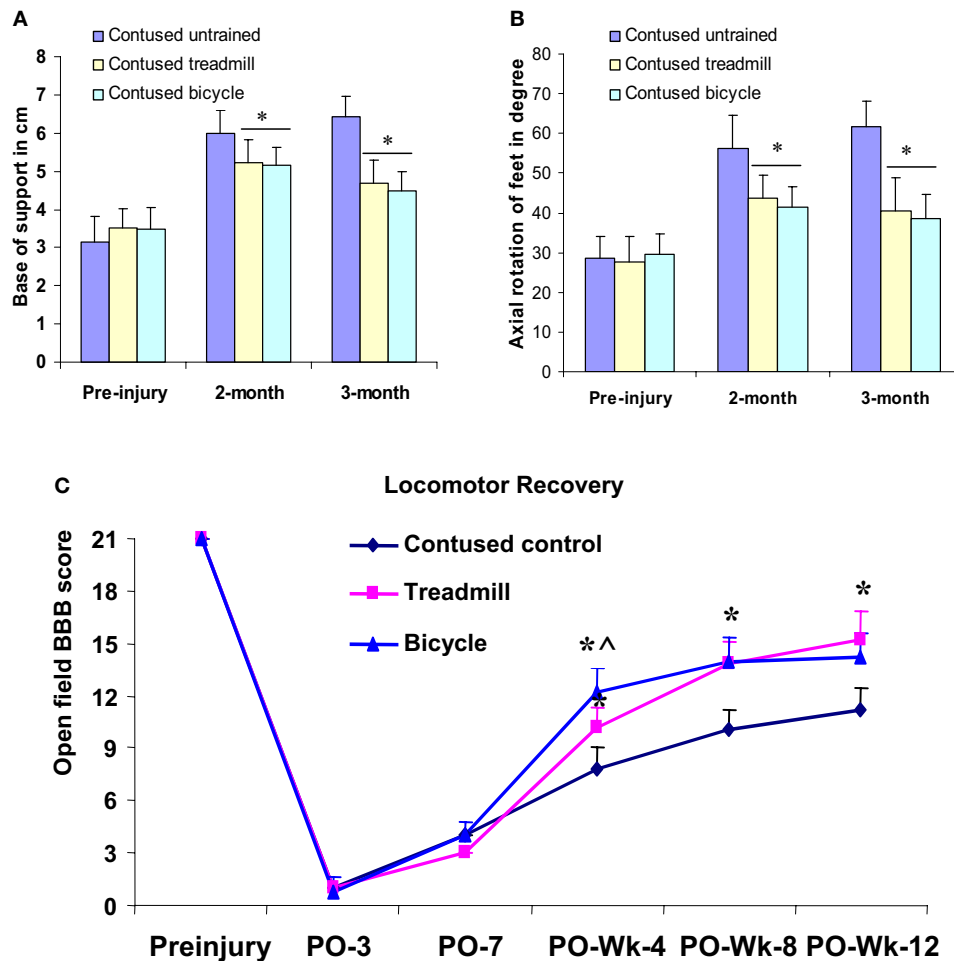 A
Contused untrained
Contused treadmill
Contused bicycle
Base of support in cm
8
7
6
5
4
3
2
1
0
*
*
Pre-injury 2-month 3-month
B
Contused untrained
Contused treadmill
Contused bicycle
Axial rotation of feet in degree
80
70
60
50
40
30
20
10
0
*
*
Pre-injury 2-month 3-month
C
Locomotor Recovery
Contused control
Treadmill
Bicycle
Open field BBB score
21
18
15
12
9
6
3
0
*^
*
*
*
Preinjury PO-3 PO-7 PO-Wk-4 PO-Wk-8 PO-Wk-12